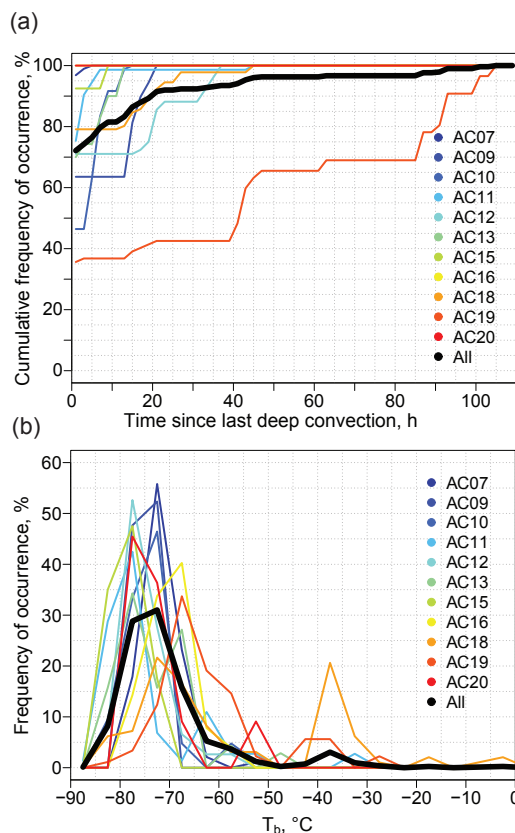 (a)
Cumulative frequency of occurrence, %
100
80
60
40
20
0
AC07
AC09
AC10
AC11
AC12
AC13
AC15
AC16
AC18
AC19
AC20
All
0 20 40 60 80 100
Time since last deep convection, h
(b)
Frequency of occurrence, %
60
50
40
30
20
10
0
AC07
AC09
AC10
AC11
AC12
AC13
AC15
AC16
AC18
AC19
AC20
All
−90 −80 −70 −60 −50 −40 −30 −20 −10 0
Tb, °C